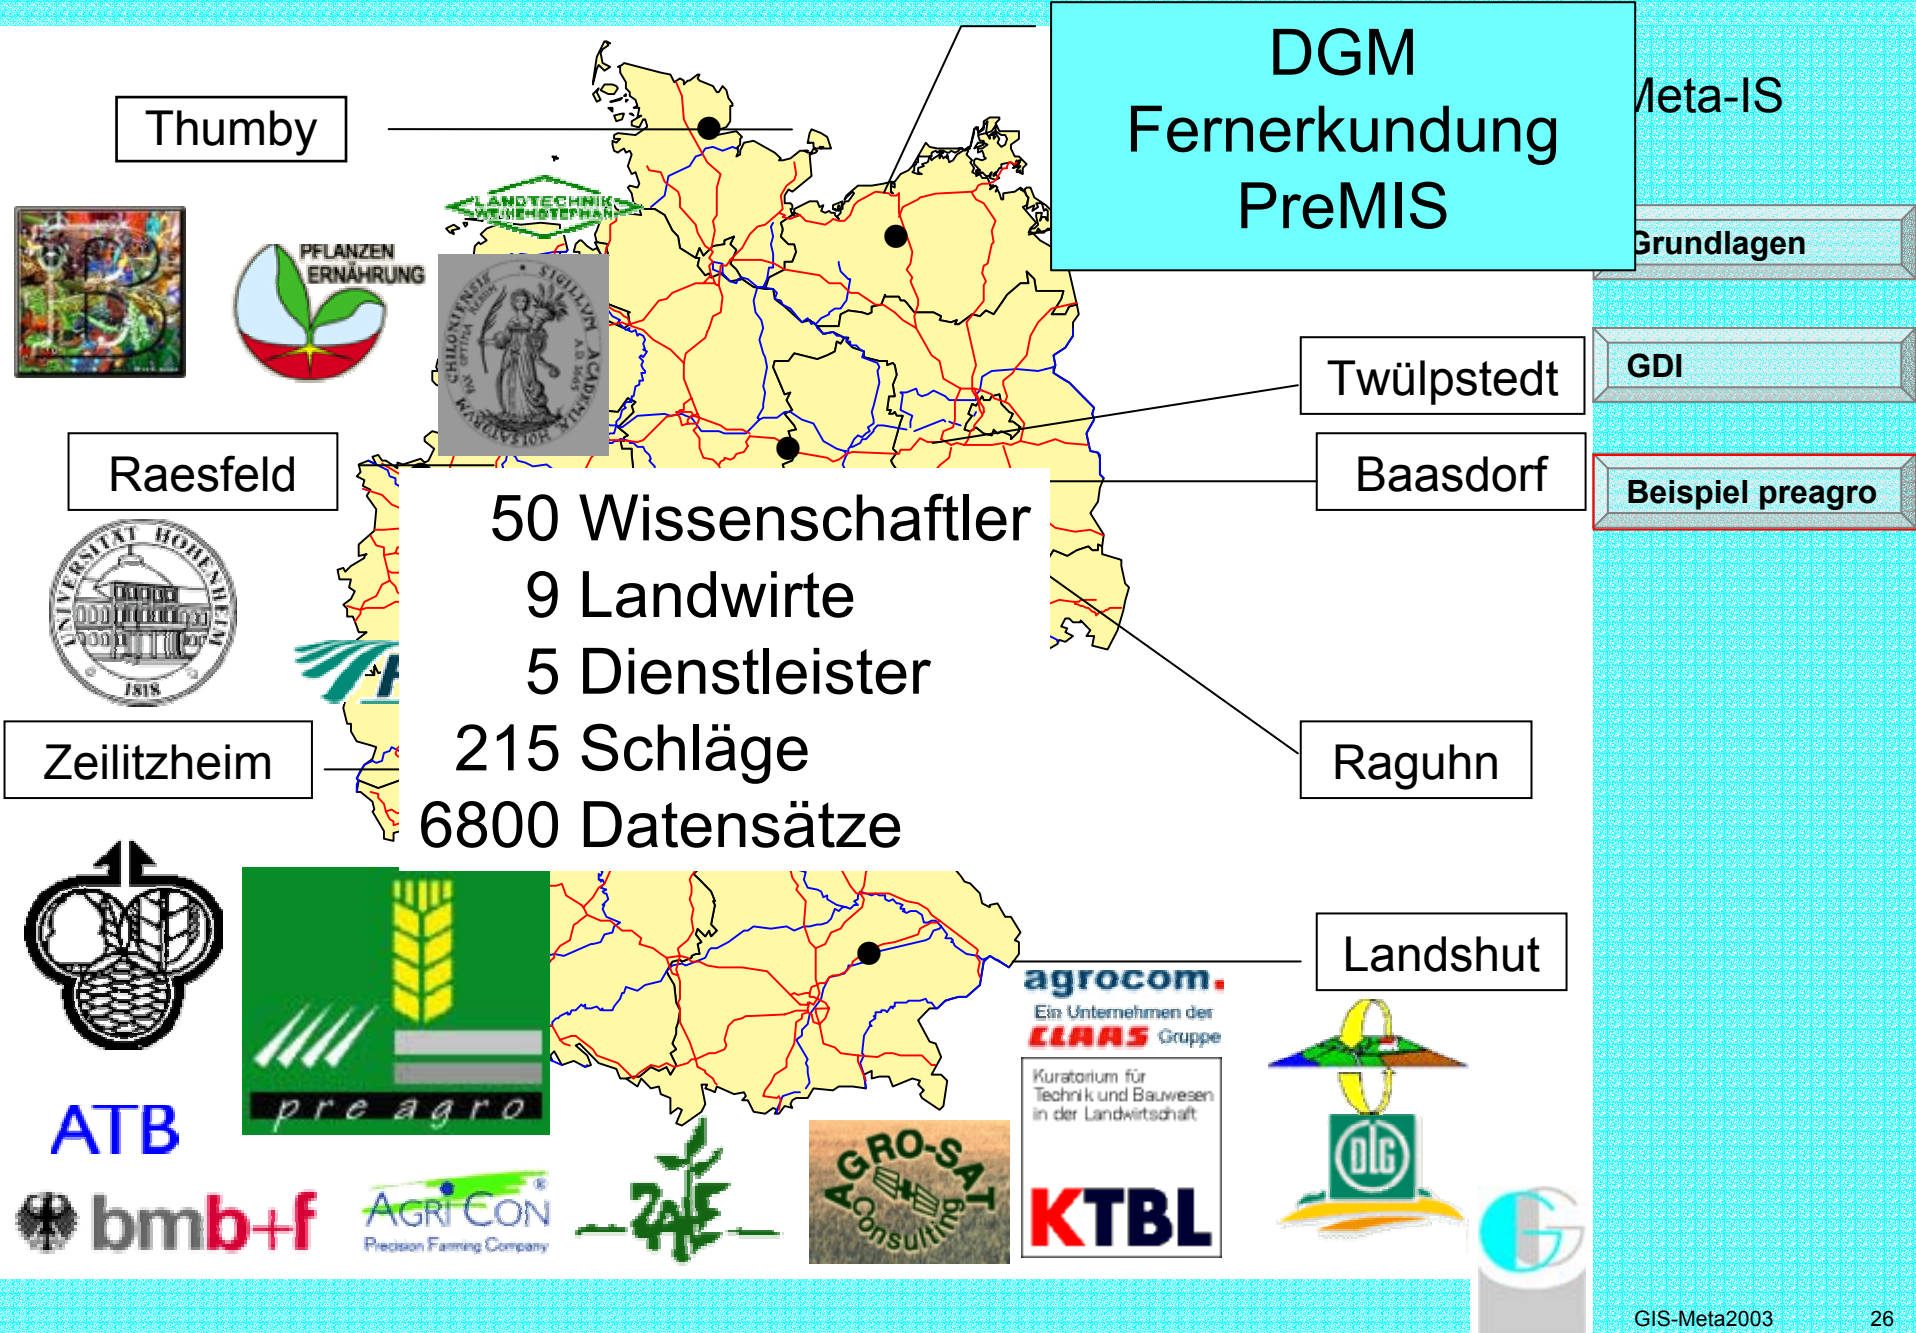 DGM
Fernerkundung
PreMIS
Meta-IS
Thumby
LANDTECHNIK
WEIHENSTEPHAN
PFLANZEN
ERNÄHRUNG
Grundlagen
GDI
Twülpstedt
Baasdorf
Beispiel preagro
Raesfeld
50 Wissenschaftler
9 Landwirte
5 Dienstleister
215 Schläge
6800 Datensätze
UNIVERSITÄT HOHENHEIM
1818
Zeilitzheim
Raguhn
Landshut
agrocom.
Ein Unternehmen der
CLAAS Gruppe
Kuratorium für
Technik und Bauwesen
in der Landwirtschaft
KTBL
pre agro
ATB
bmb+f
AGRI CON
Precision Farming Company
ZALF
AGRO-SAT
Consulting
DLG
GIS-Meta2003
26